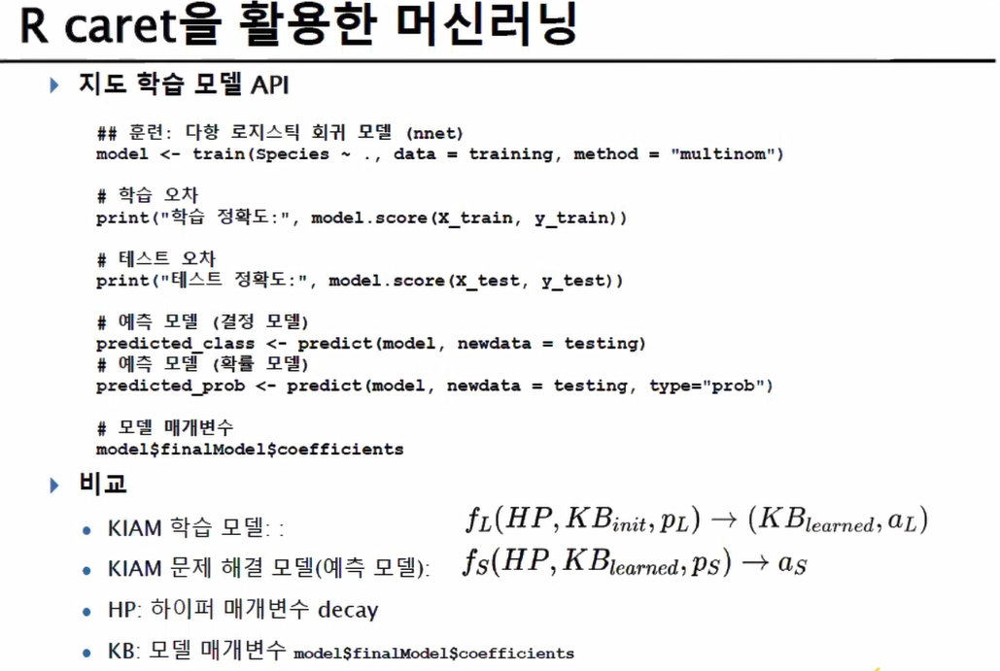 R caret을 활용한 머신러닝
지도 학습 모델 API
## 훈련: 다항 로지스틱 회귀 모델 (nnet)
model <- train(Species ~ ., data = training, method = "multinom")
# 학습 오차
print("학습 정확도:", model.score(X_train, y_train))
# 테스트 오차
print("테스트 정확도:", model.score(X_test, y_test))
# 예측 모델 (결정 모델)
predicted_class <- predict(model, newdata = testing)
# 예측 모델 (확률 모델)
predicted_prob <- predict(model, newdata = testing, type="prob")
# 모델 매개변수
model$finalModel$coefficients
비교
• KIAM 학습 모델: : f_L(HP, KB_{init}, p_L) → (KB_{learned}, a_L)
• KIAM 문제 해결 모델(예측 모델): f_S(HP, KB_{learned}, p_S) → a_S
• HP: 하이퍼 매개변수 decay
• KB: 모델 매개변수 model$finalModel$coefficients